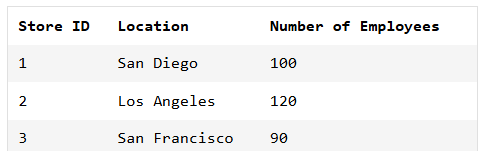 Store ID Location Number of Employees
1 San Diego 100
2 Los Angeles 120
3 San Francisco 90